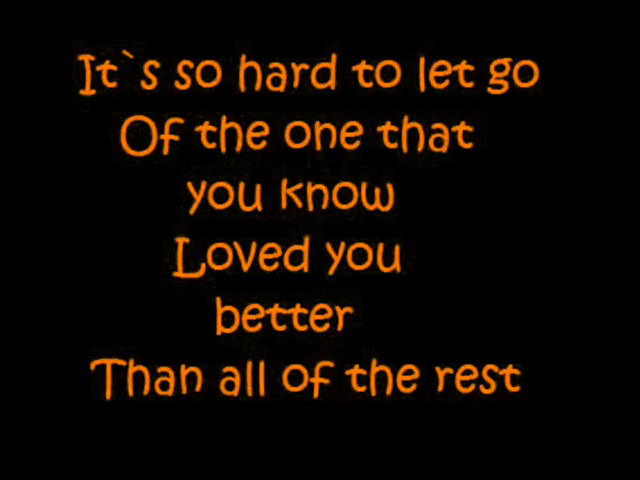 It`s so hard to let go
Of the one that
you know
Loved you
better
Than all of the rest